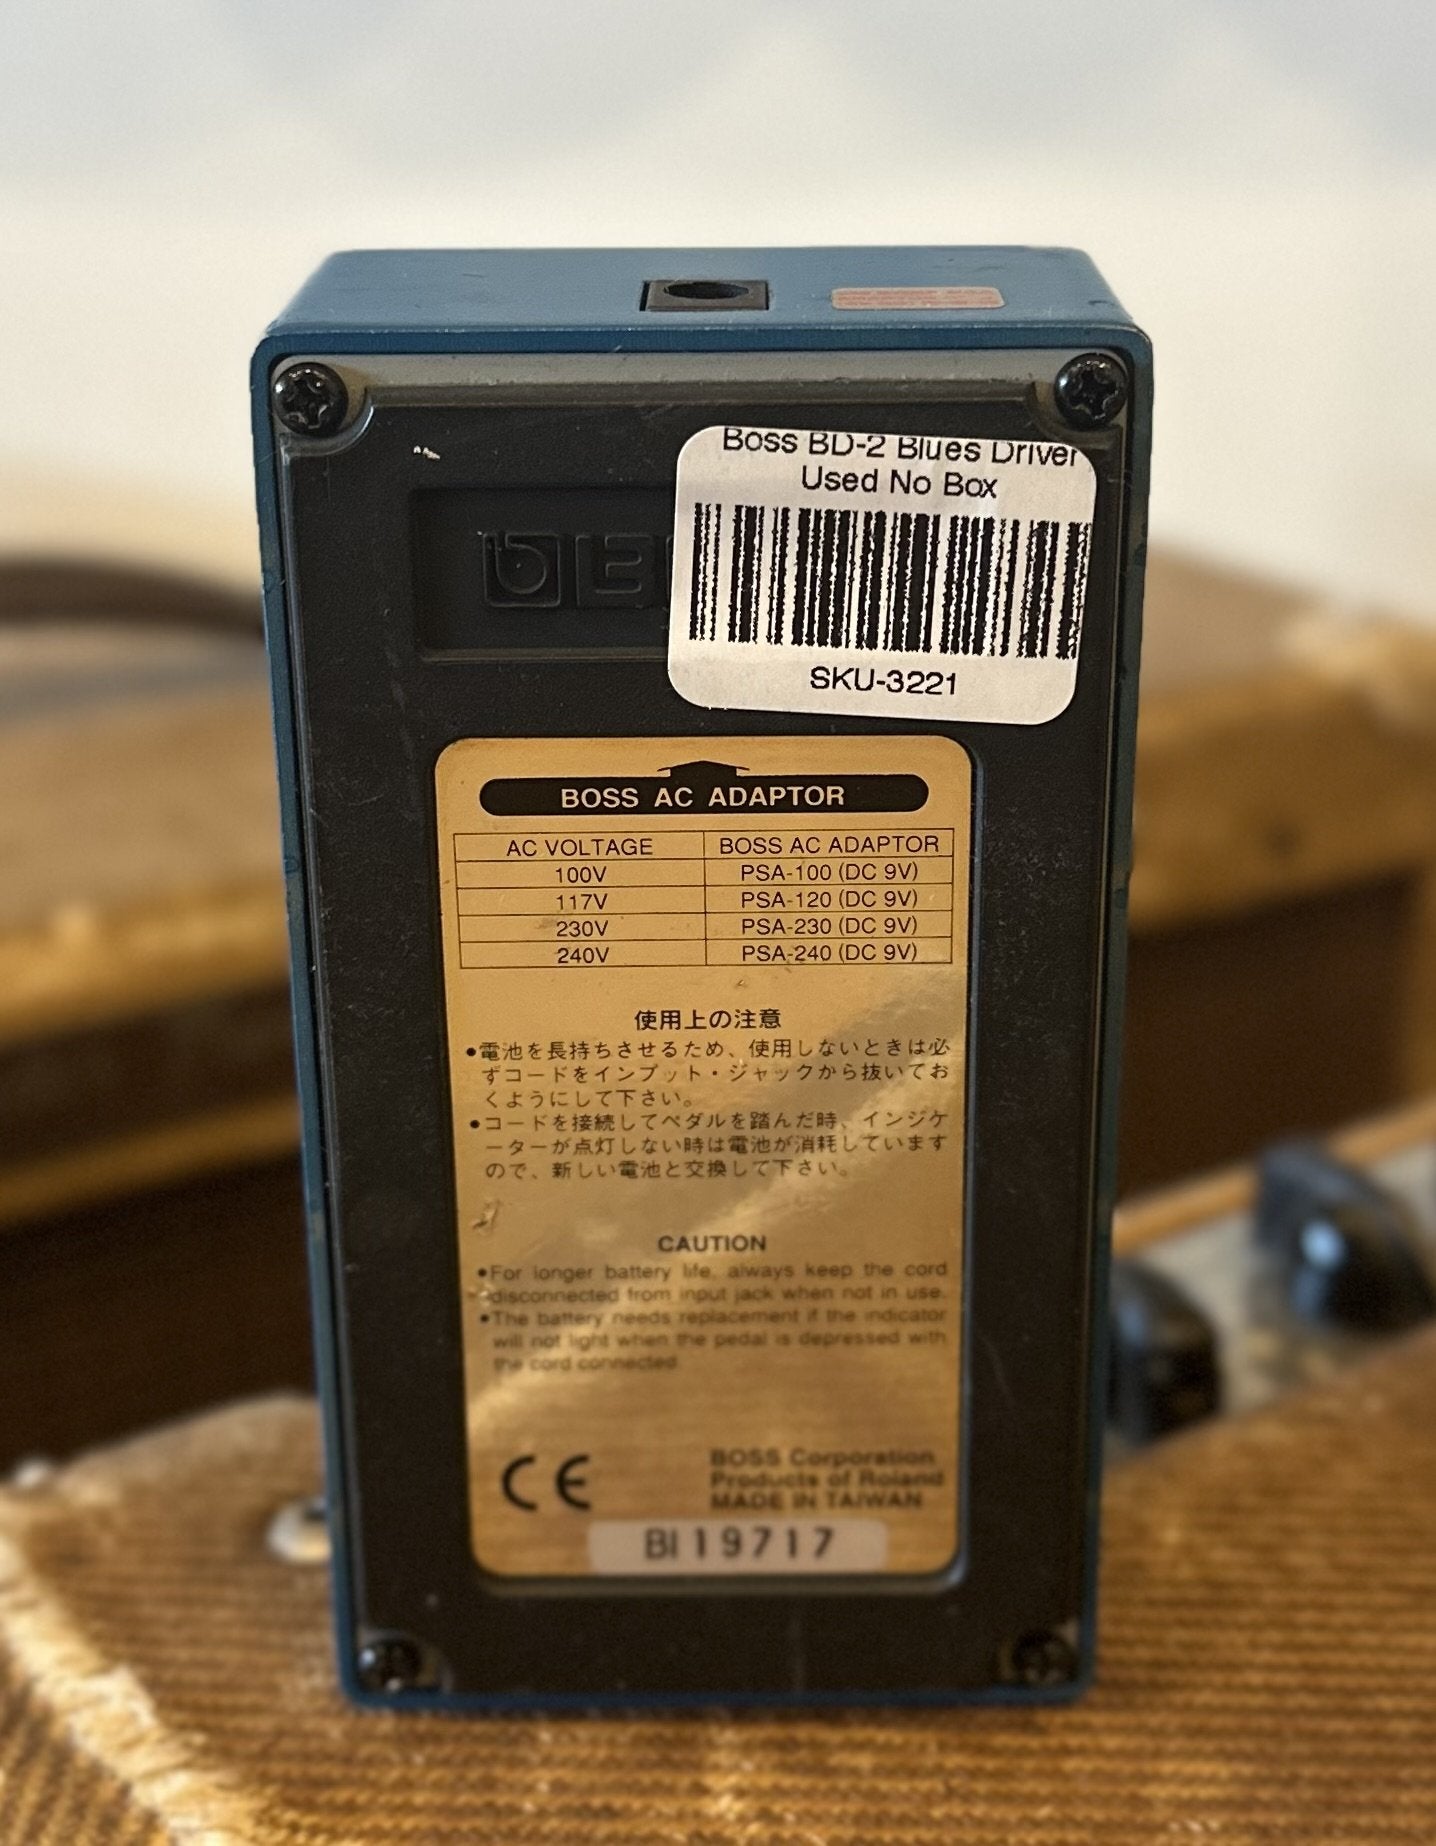 Boss BD-2 Blues Driver
Used No Box
SKU-3221
BOSS AC ADAPTOR
AC VOLTAGE BOSS AC ADAPTOR
100V PSA-100 (DC 9V)
117V PSA-120 (DC 9V)
230V PSA-230 (DC 9V)
240V PSA-240 (DC 9V)
使用上の注意
●電池を長持ちさせるため、使用しないときは必
ずコードをインプット・ジャックから抜いてお
くようにして下さい。
●コードを接続してペダルを踏んだ時、インジケ
ーターが点灯しない時は電池が消耗しています
ので、新しい電池と交換して下さい。
CAUTION
●For longer battery life, always keep the cord
disconnected from input jack when not in use.
●The battery needs replacement if the indicator
will not light when the pedal is depressed with
the cord connected.
CE
BOSS Corporation
Products of Roland
MADE IN TAIWAN
BI 19717